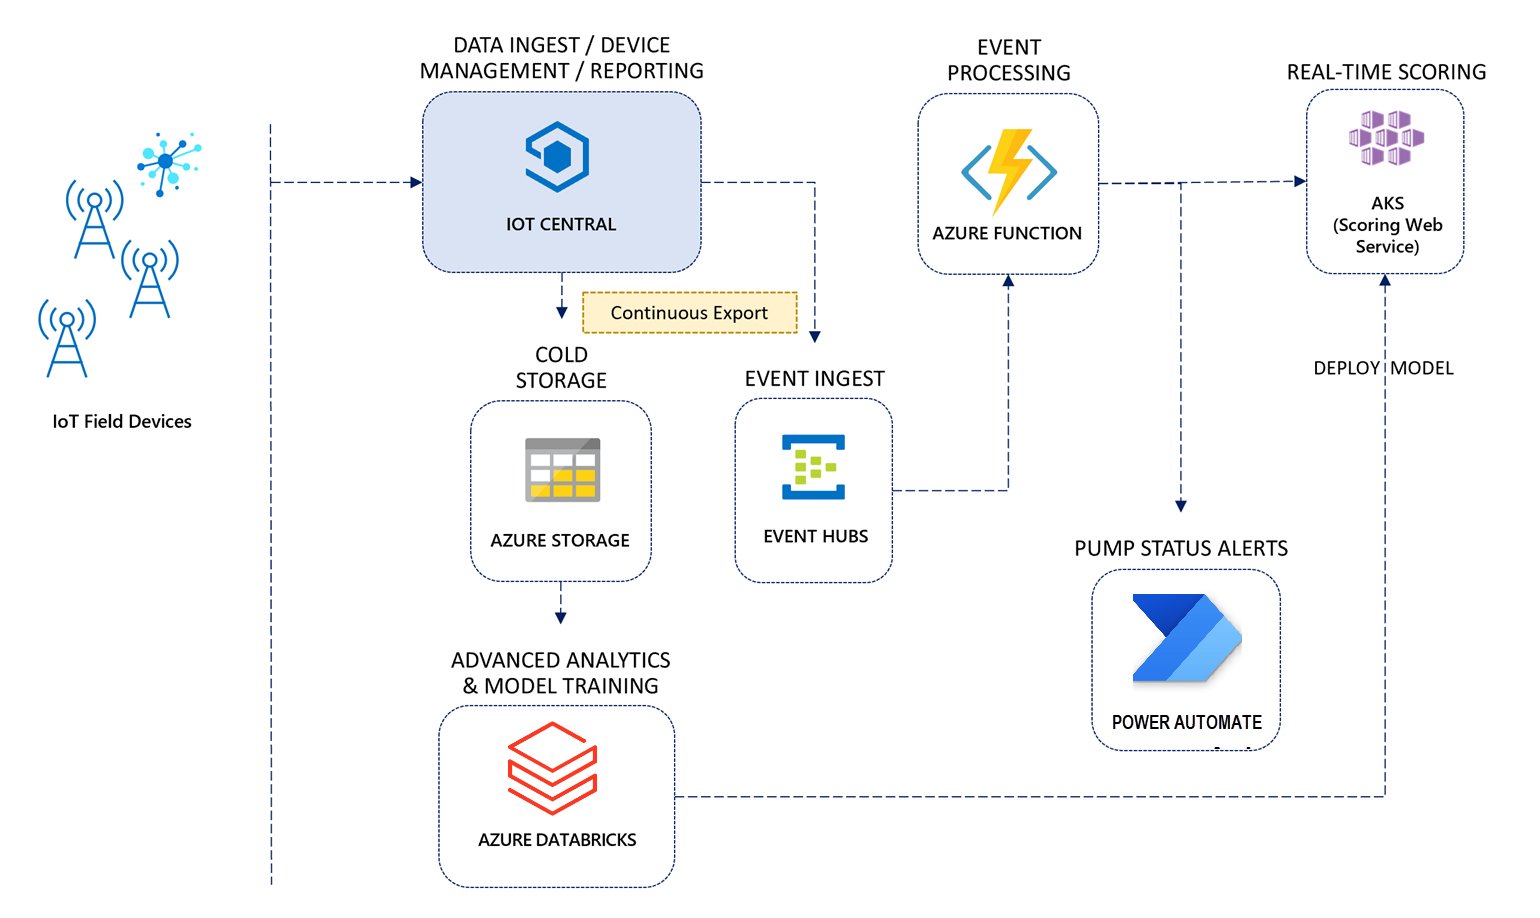 DATA INGEST / DEVICE
MANAGEMENT / REPORTING
IOT CENTRAL
EVENT
PROCESSING
AZURE FUNCTION
REAL-TIME SCORING
AKS
(Scoring Web
Service)
IoT Field Devices
Continuous Export
COLD
STORAGE
AZURE STORAGE
EVENT INGEST
EVENT HUBS
DEPLOY MODEL
PUMP STATUS ALERTS
POWER AUTOMATE
ADVANCED ANALYTICS
& MODEL TRAINING
AZURE DATABRICKS